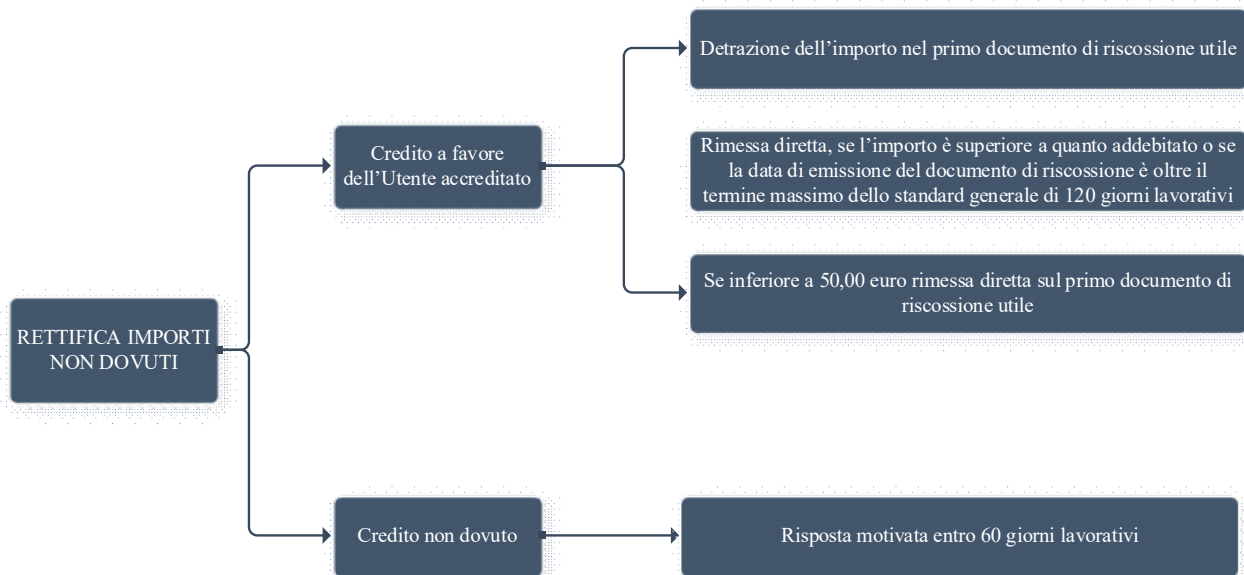 Detrazione dell’importo nel primo documento di riscossione utile
Credito a favore
dell’Utente accreditato
Rimessa diretta, se l’importo è superiore a quanto addebitato o se
la data di emissione del documento di riscossione è oltre il
termine massimo dello standard generale di 120 giorni lavorativi
Se inferiore a 50,00 euro rimessa diretta sul primo documento di
riscossione utile
RETTIFICA IMPORTI
NON DOVUTI
Credito non dovuto
Risposta motivata entro 60 giorni lavorativi